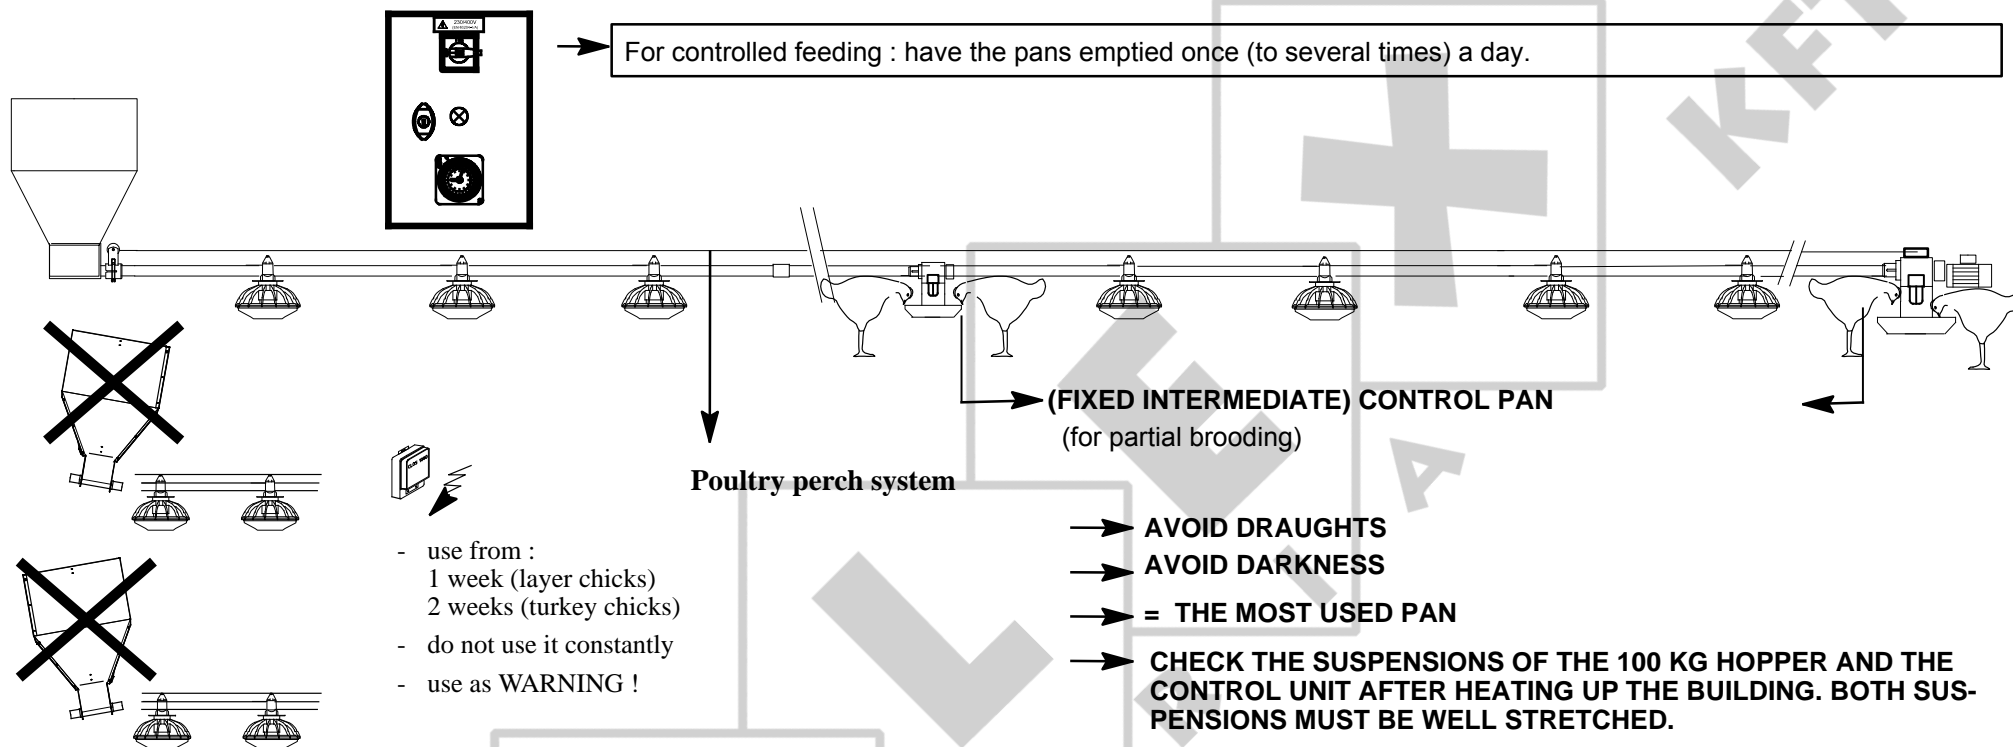 230/400V
For controlled feeding : have the pans emptied once (to several times) a day.
KFT
(FIXED INTERMEDIATE) CONTROL PAN
(for partial brooding)
Poultry perch system
- use from :
1 week (layer chicks)
2 weeks (turkey chicks)
- do not use it constantly
- use as WARNING !
AVOID DRAUGHTS
AVOID DARKNESS
= THE MOST USED PAN
CHECK THE SUSPENSIONS OF THE 100 KG HOPPER AND THE
CONTROL UNIT AFTER HEATING UP THE BUILDING. BOTH SUS-
PENSIONS MUST BE WELL STRETCHED.